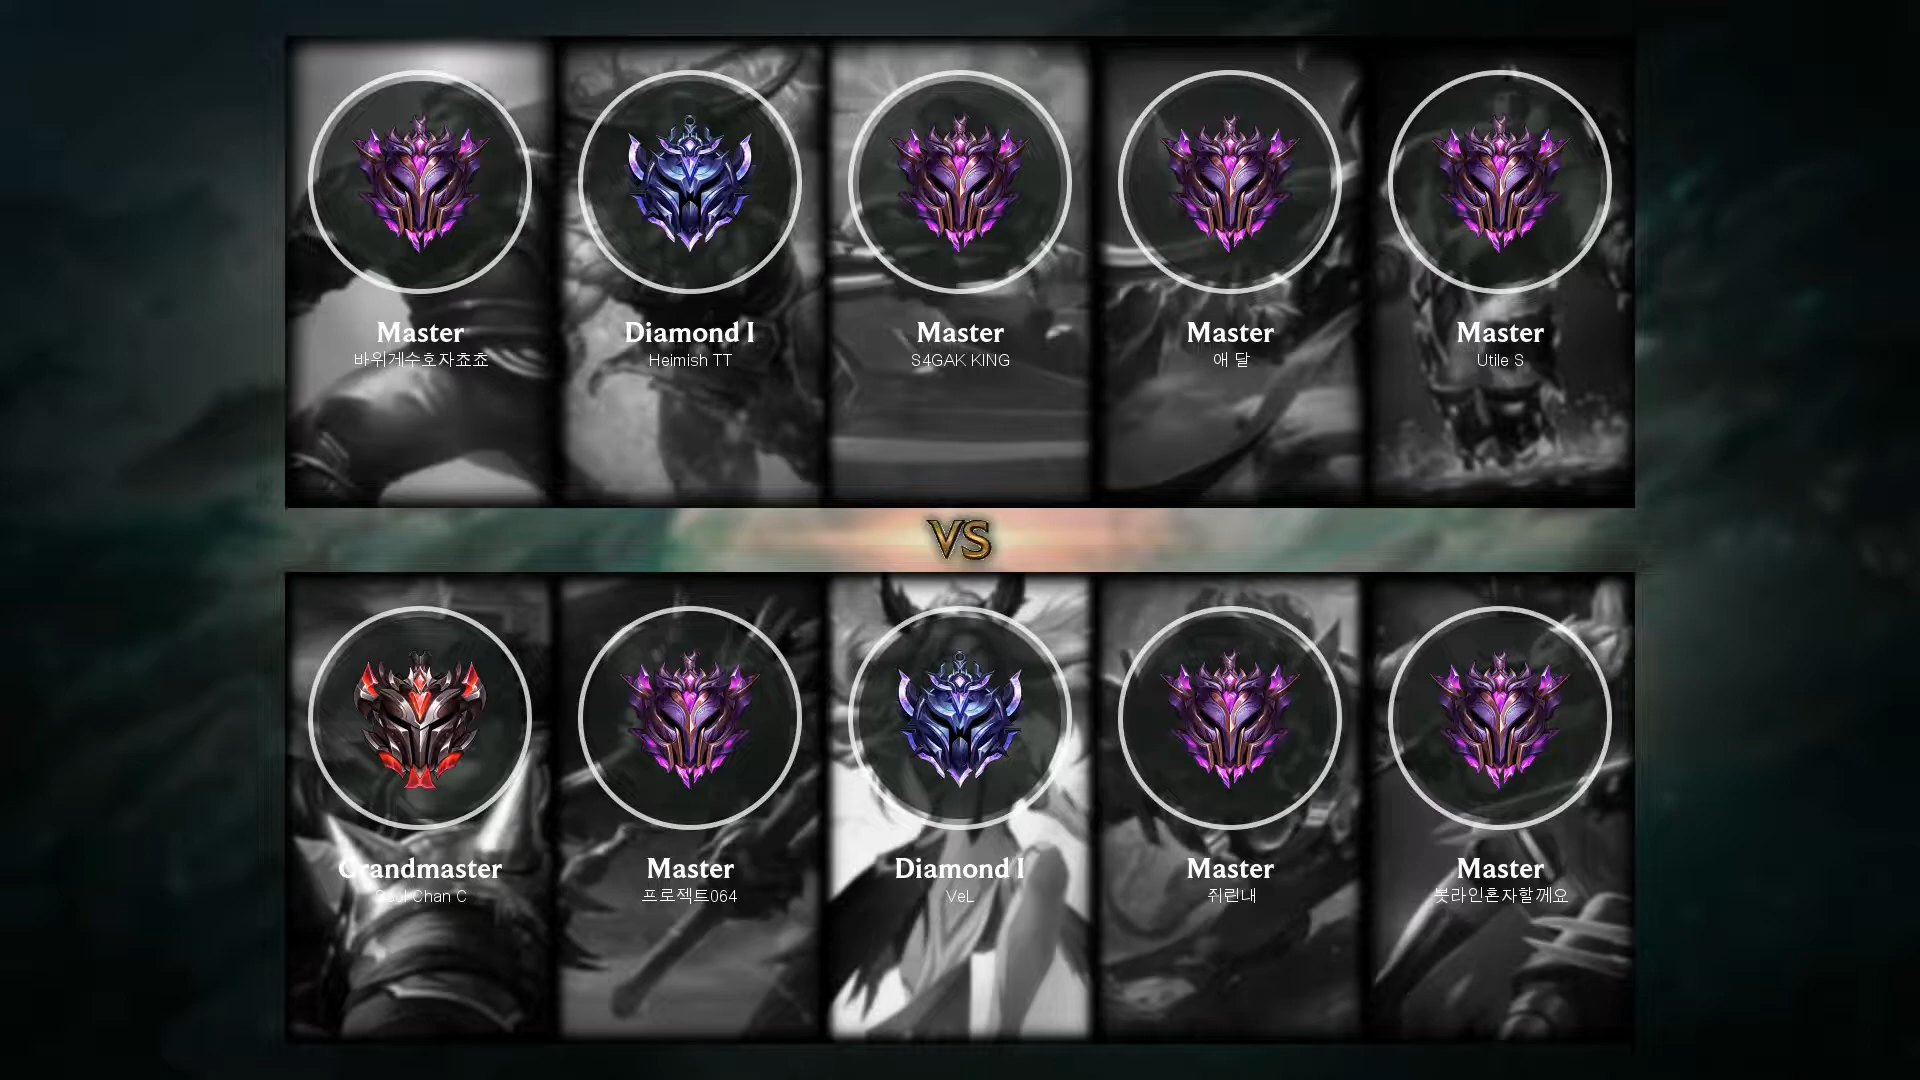 Master
바위게수호자쵸쵸
Diamond I
Heimish TT
Master
S4GAK KING
Master
애 달
Master
Utile S
VS
Grandmaster
Chan C
Master
프로젝트064
Diamond I
VeL
Master
쥐린내
Master
봇라인혼자할께요